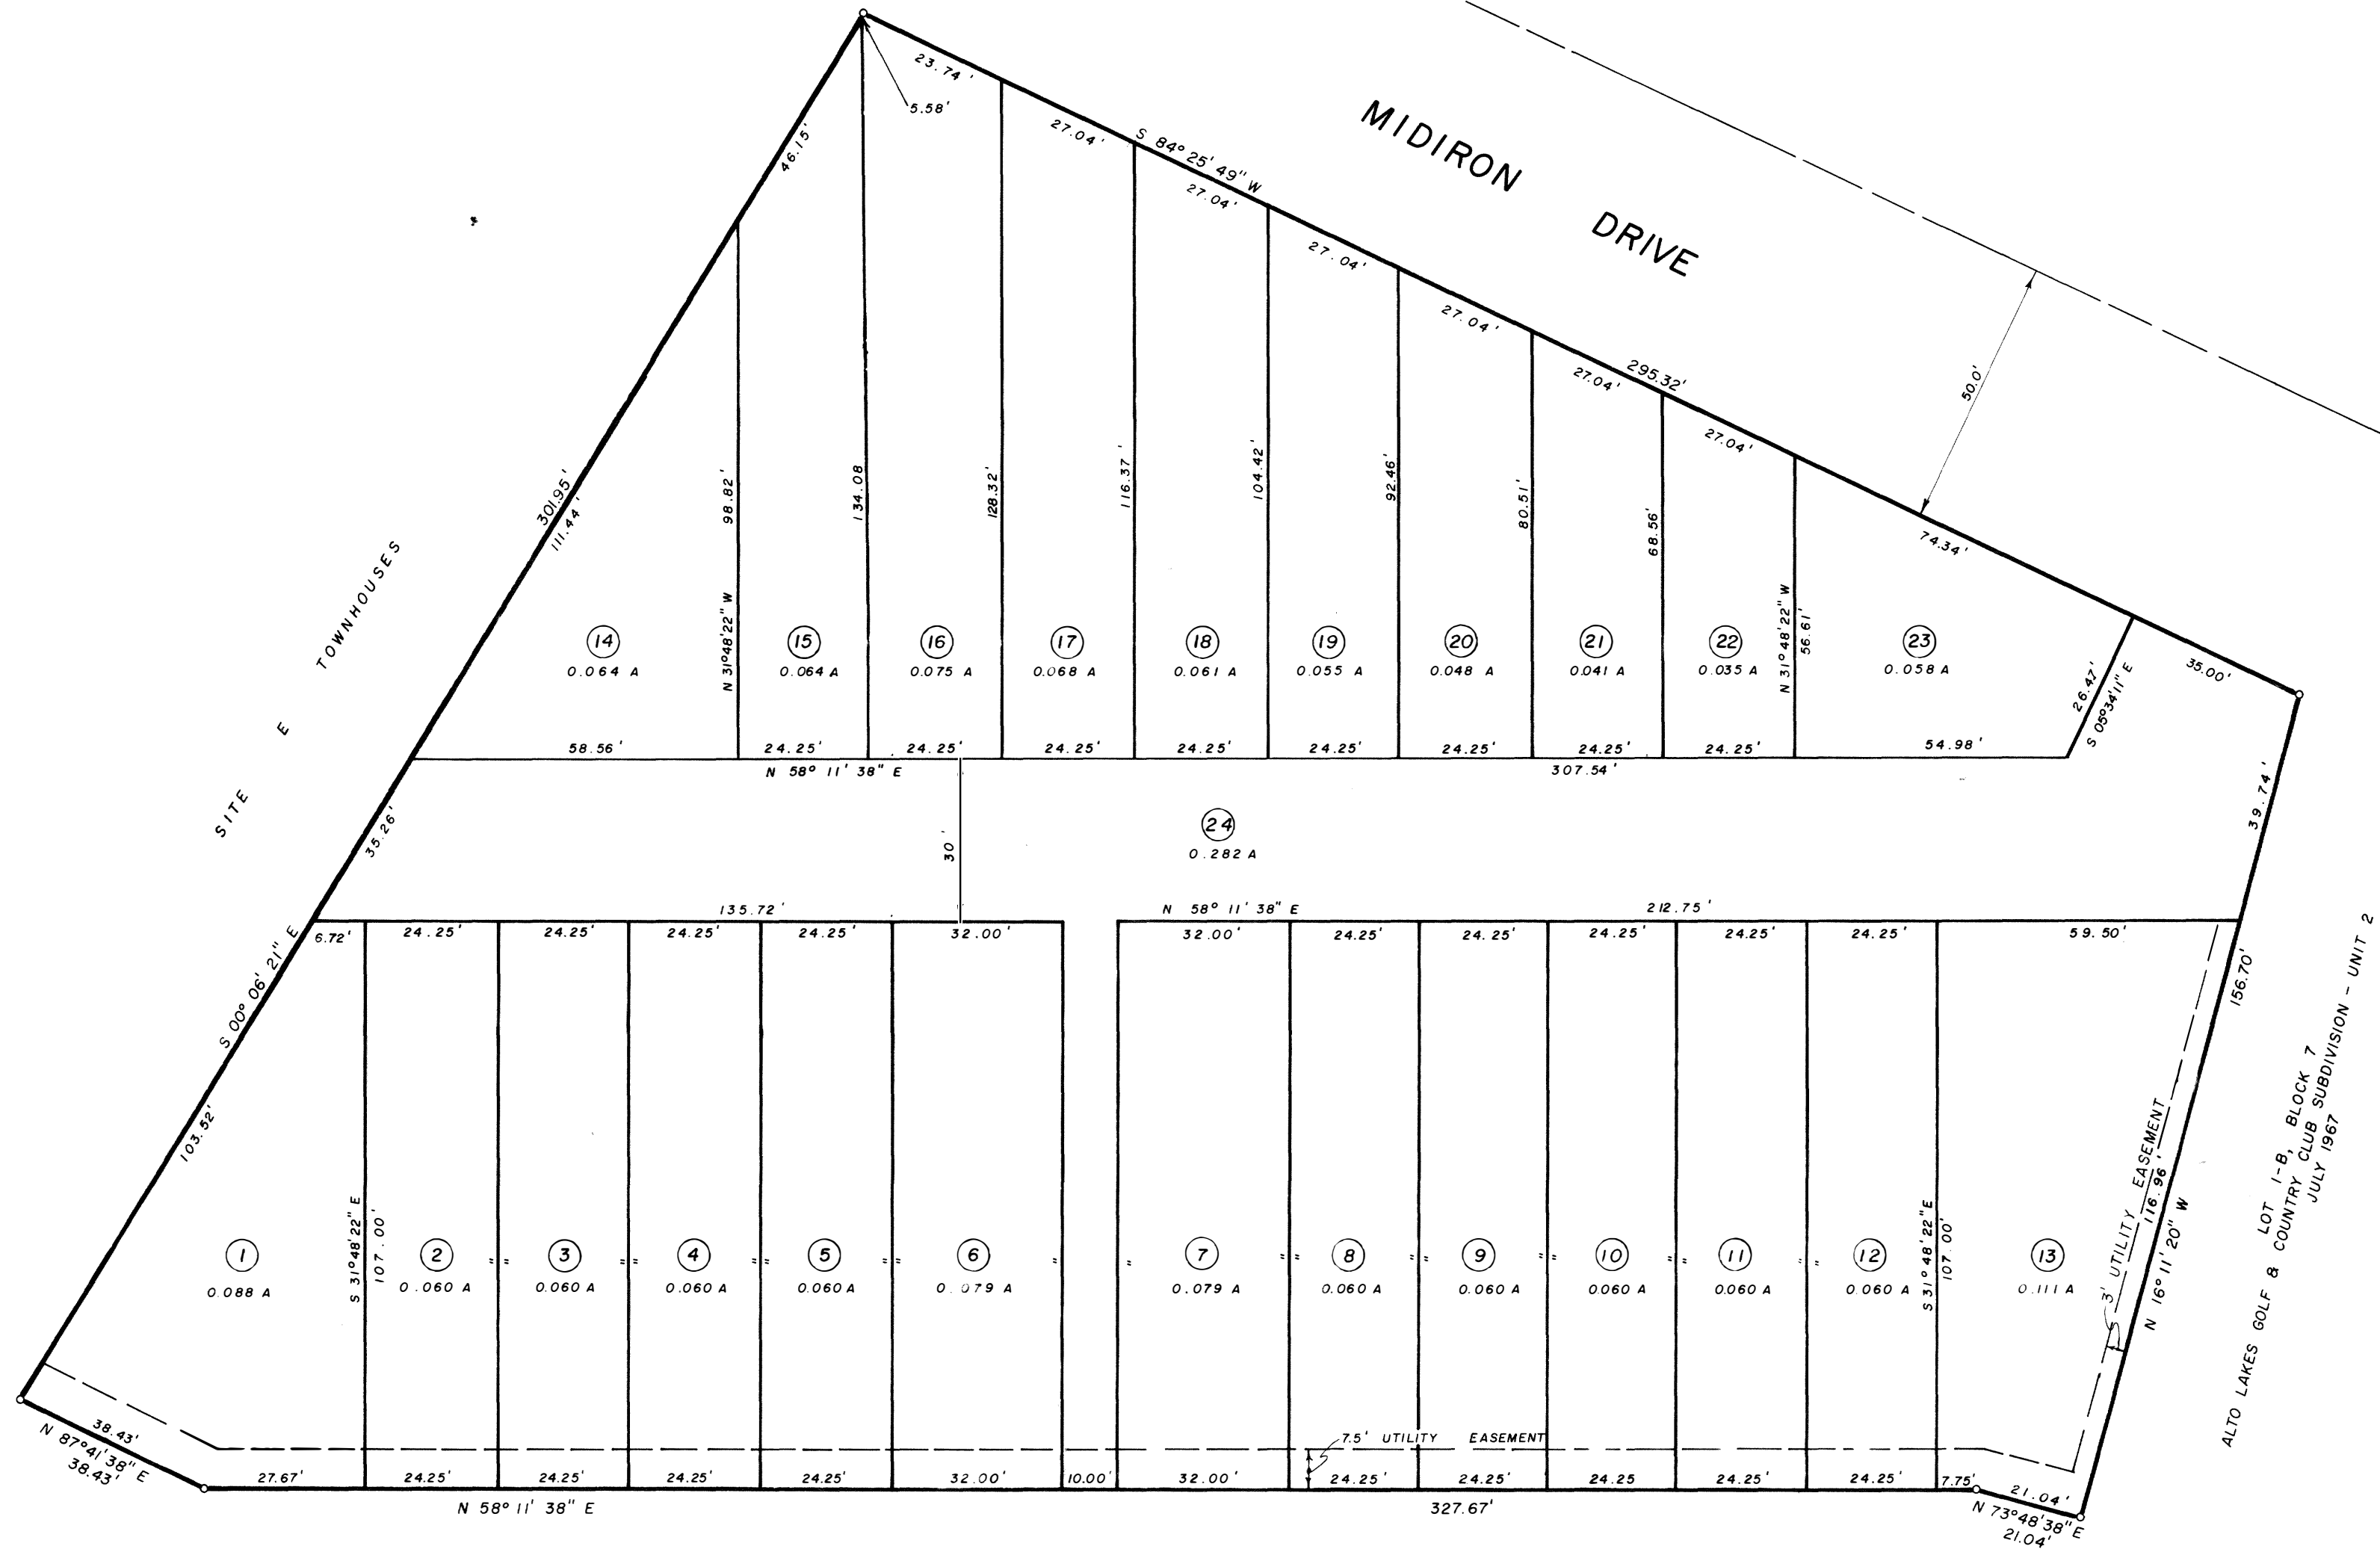 MIDIRON DRIVE
23.74'
5.58'
27.04'
S 84° 25' 49" W
27.04'
27.04'
27.04'
27.04'
295.32'
27.04'
74.34'
50.0'
35.00'
46.15'
301.95'
111.44'
98.82'
N 31°48'22" W
134.08
128.32'
116.37'
104.42'
92.46'
80.51'
68.56'
N 31° 48' 22" W
56.61'
26.47'
S 05°34'11" E
SITE E TOWNHOUSES
14
0.064 A
15
0.064 A
16
0.075 A
17
0.068 A
18
0.061 A
19
0.055 A
20
0.048 A
21
0.041 A
22
0.035 A
23
0.058 A
58.56'
24.25'
24.25'
24.25'
24.25'
24.25'
24.25'
24.25'
24.25'
54.98'
N 58° 11' 38" E
307.54'
35.26'
30'
24
0.282 A
39.74'
135.72'
N 58° 11' 38" E
212.75'
6.72'
24.25'
24.25'
24.25'
24.25'
32.00'
32.00'
24.25'
24.25'
24.25'
24.25'
24.25'
59.50'
S 00° 06' 21" E
103.52'
156.70'
S 31°48'22" E
107.00'
S 31° 48' 22" E
107.00'
3' UTILITY EASEMENT
116.96'
N 16° 11' 20" W
LOT 1-B, BLOCK 7
ALTO LAKES GOLF & COUNTRY CLUB SUBDIVISION - UNIT 2
JULY 1967
1
0.088 A
2
0.060 A
" "
3
0.060 A
" "
4
0.060 A
" "
5
0.060 A
" "
6
0.079 A
"
"
7
0.079 A
" "
8
0.060 A
" "
9
0.060 A
" "
10
0.060 A
" "
11
0.060 A
" "
12
0.060 A
13
0.111 A
7.5' UTILITY EASEMENT
38.43'
N 87°41'38" E
38.43'
27.67'
24.25'
24.25'
24.25'
24.25'
32.00'
10.00'
32.00'
24.25'
24.25'
24.25
24.25'
24.25'
7.75'
21.04'
N 58° 11' 38" E
327.67'
N 73°48'38" E
21.04'